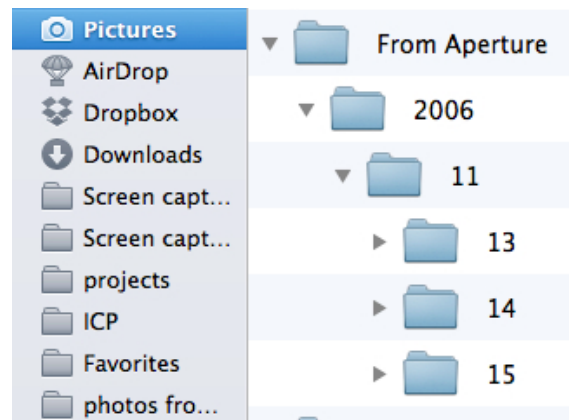 Pictures
AirDrop
Dropbox
Downloads
Screen capt...
Screen capt...
projects
ICP
Favorites
photos fro...
From Aperture
2006
11
13
14
15